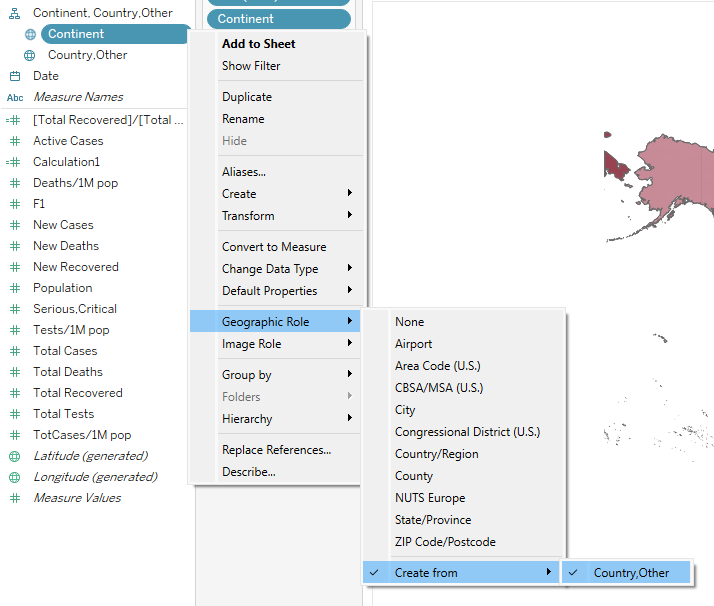 Continent, Country,Other
Continent
Country,Other
Date
Abc Measure Names
[Total Recovered]/[Total ...
Active Cases
Calculation1
Deaths/1M pop
F1
New Cases
New Deaths
New Recovered
Population
Serious,Critical
Tests/1M pop
Total Cases
Total Deaths
Total Recovered
Total Tests
TotCases/1M pop
Latitude (generated)
Longitude (generated)
Measure Values
Continent
Add to Sheet
Show Filter
Duplicate
Rename
Hide
Aliases...
Create
Transform
Convert to Measure
Change Data Type
Default Properties
Geographic Role
Image Role
Group by
Folders
Hierarchy
Replace References...
Describe...
None
Airport
Area Code (U.S.)
CBSA/MSA (U.S.)
City
Congressional District (U.S.)
Country/Region
County
NUTS Europe
State/Province
ZIP Code/Postcode
Create from
Country,Other